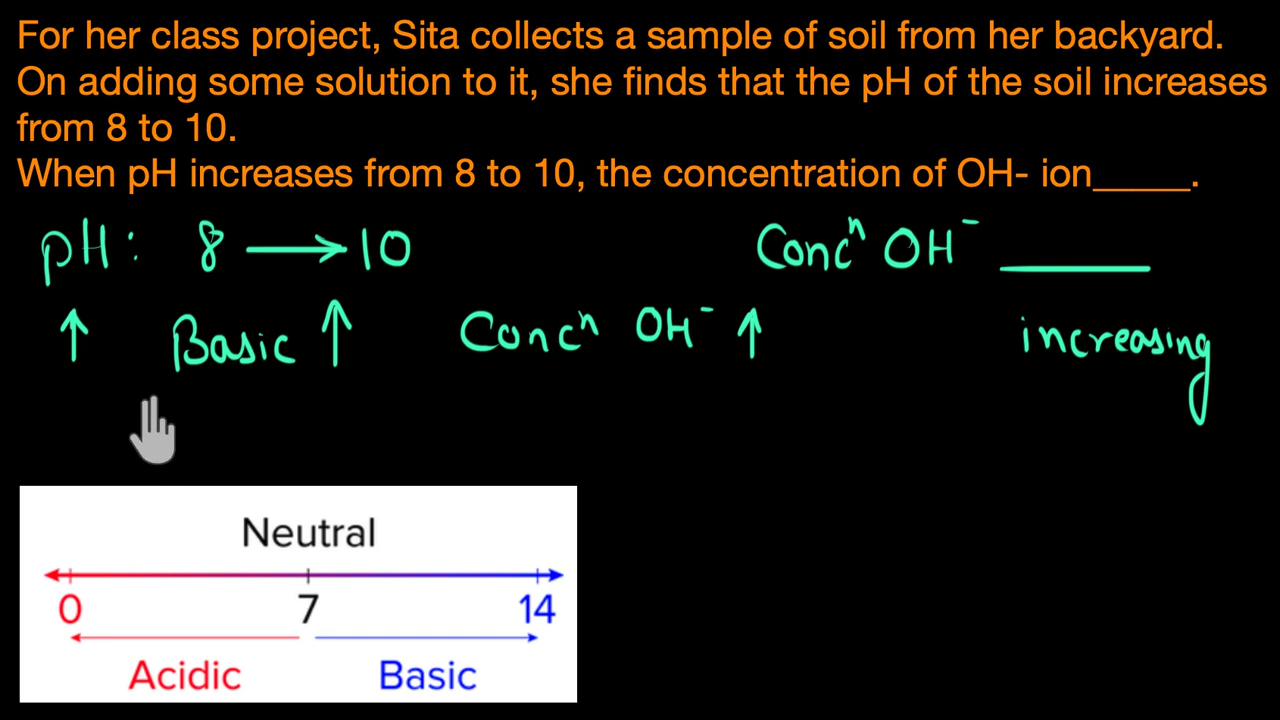 For her class project, Sita collects a sample of soil from her backyard.
On adding some solution to it, she finds that the pH of the soil increases
from 8 to 10.
When pH increases from 8 to 10, the concentration of OH- ion_____.
pH: 8 ⟶ 10 Concⁿ OH⁻ _____
↑ Basic ↑ Concⁿ OH⁻ ↑ increasing
Neutral
0 7 14
Acidic Basic